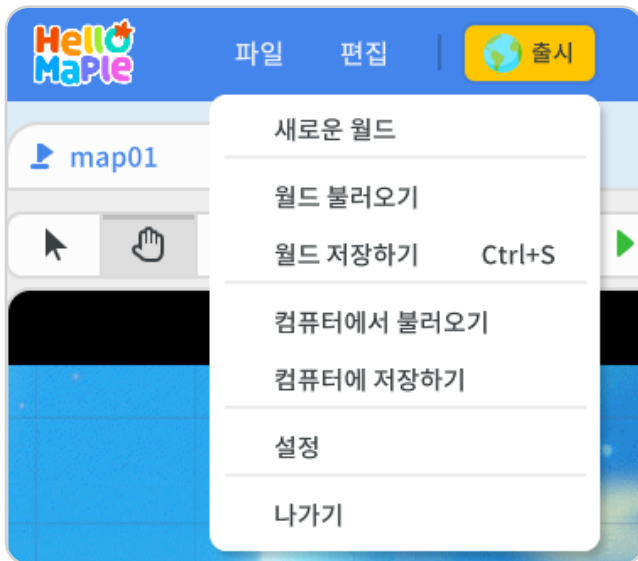 Hello
Maple
파일 편집 출시
map01
새로운 월드
월드 불러오기
월드 저장하기 Ctrl+S
컴퓨터에서 불러오기
컴퓨터에 저장하기
설정
나가기